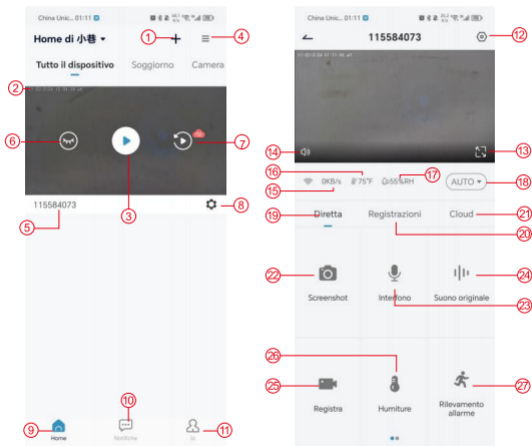 China Unic... 01:11
Home di 小巷
① ④
Tutto il dispositivo Soggiorno Camera
②
⑥ ⑦
③
115584073 ⑧
⑤
⑩
⑨ ⑪
Home Notifiche Io
China Unic... 01:11
115584073
⑫
⑭ ⑬
⑯ ⑰
0KB/s 75°F 55%RH AUTO ⑱
⑮
⑲ Diretta Registrazioni Cloud ㉑
⑳
㉒ ㉔
Screenshot Interfono Suono originale
㉓
㉖
㉕ ㉗
Registra Humiture Rilevamento
allarme